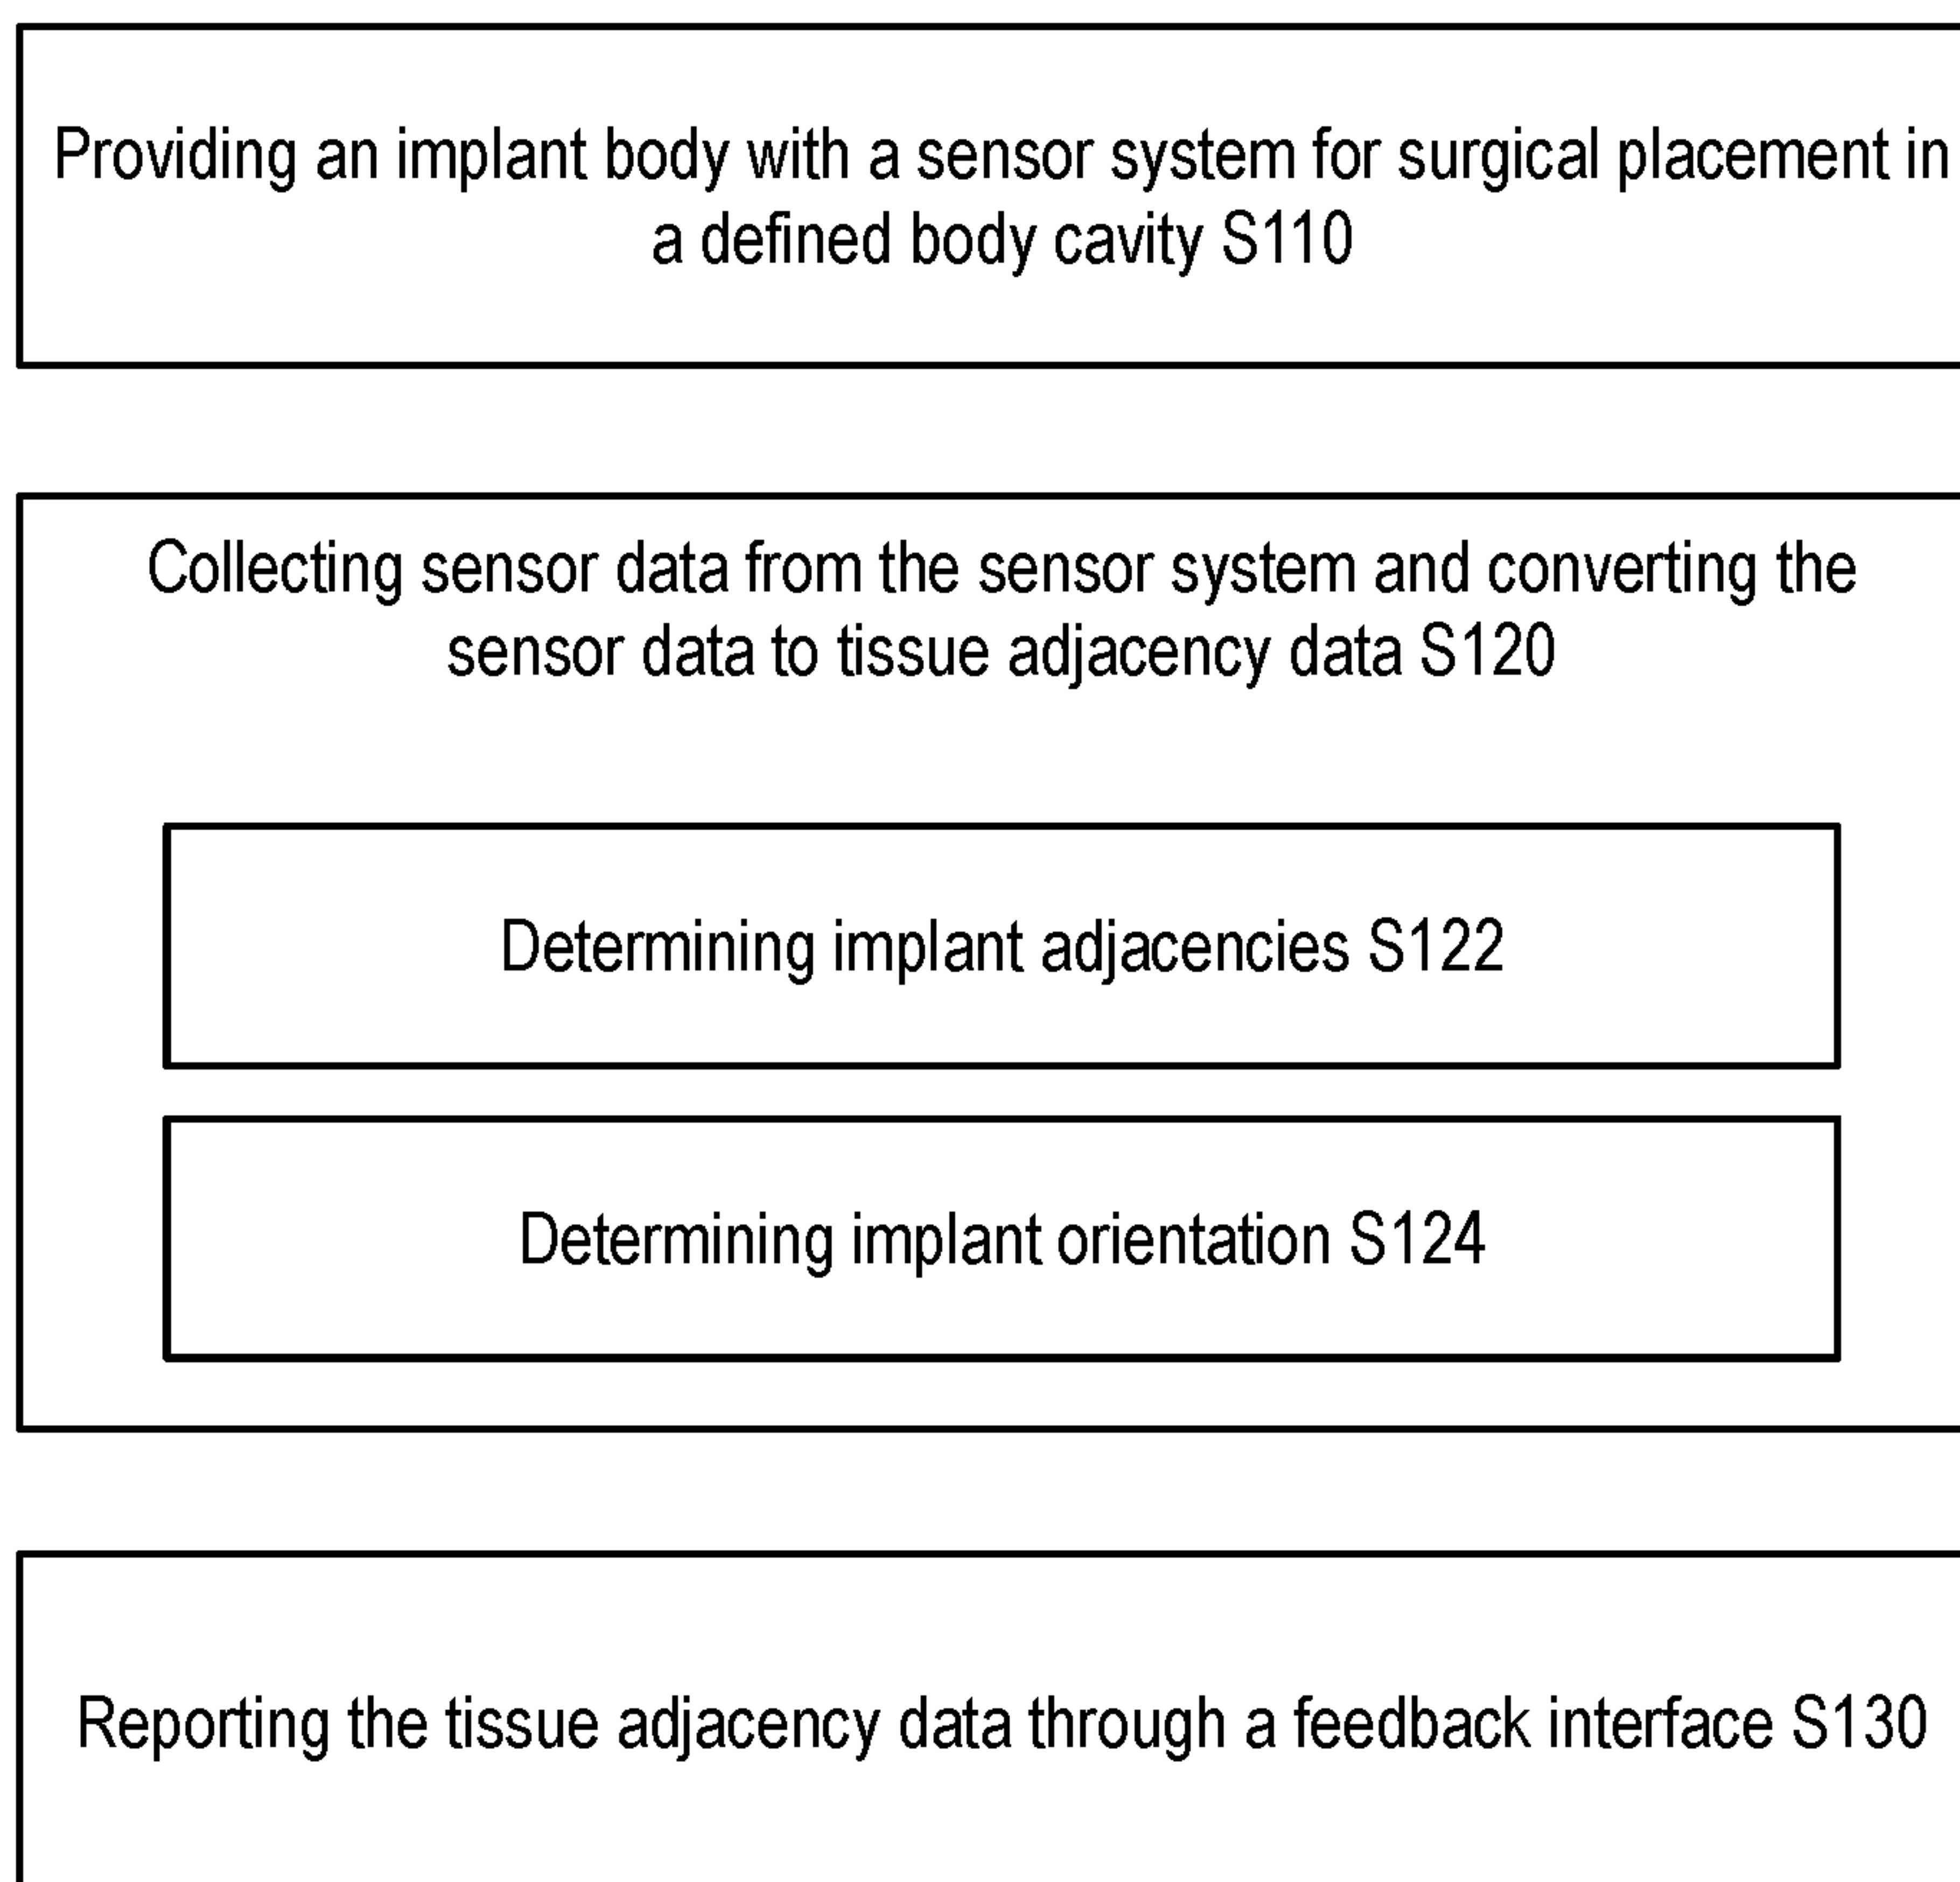 Providing an implant body with a sensor system for surgical placement in
a defined body cavity S110
Collecting sensor data from the sensor system and converting the
sensor data to tissue adjacency data S120
Determining implant adjacencies S122
Determining implant orientation S124
Reporting the tissue adjacency data through a feedback interface S130